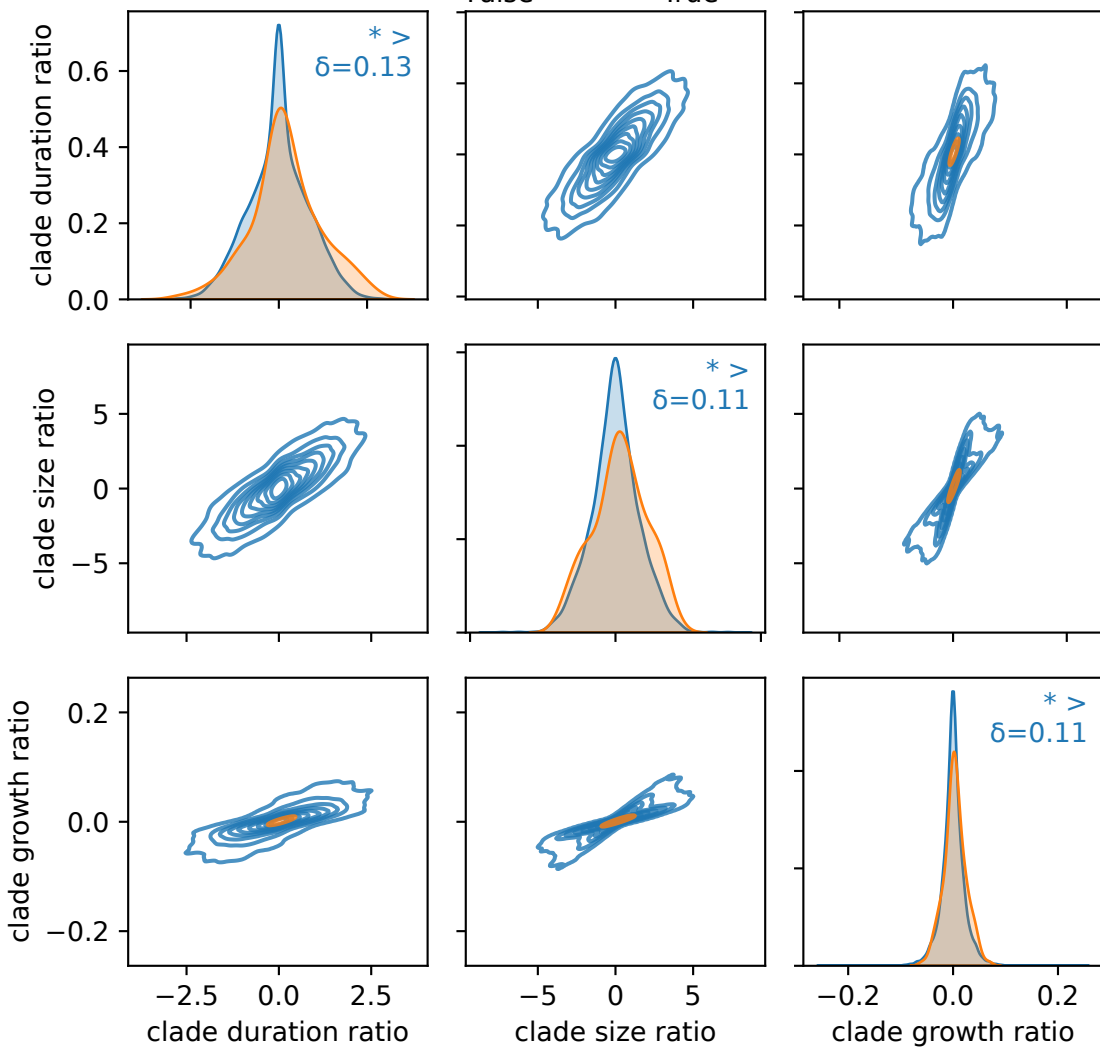 True
clade duration ratio
0.6
0.4
0.2
0.0
* >
δ=0.13
clade size ratio
5
0
−5
* >
δ=0.11
clade growth ratio
0.2
0.0
−0.2
* >
δ=0.11
−2.5 0.0 2.5
−5 0 5
−0.2 0.0 0.2
clade duration ratio
clade size ratio
clade growth ratio